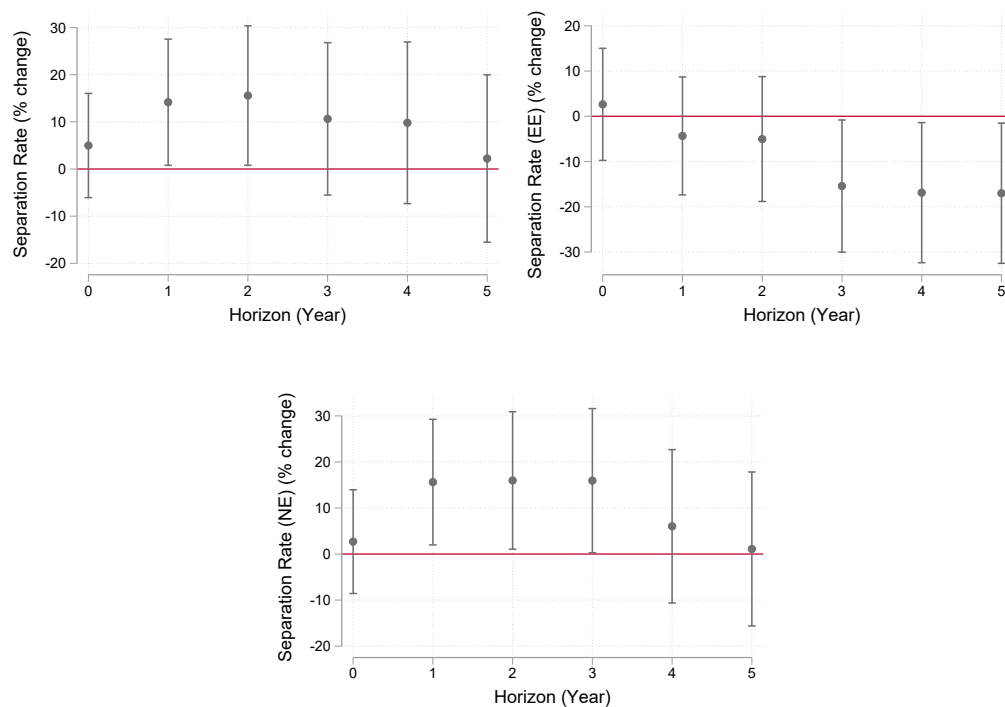 Separation Rate (% change)
30
20
10
0
-10
-20
0 1 2 3 4 5
Horizon (Year)
Separation Rate (EE) (% change)
20
10
0
-10
-20
-30
0 1 2 3 4 5
Horizon (Year)
Separation Rate (NE) (% change)
30
20
10
0
-10
-20
0 1 2 3 4 5
Horizon (Year)